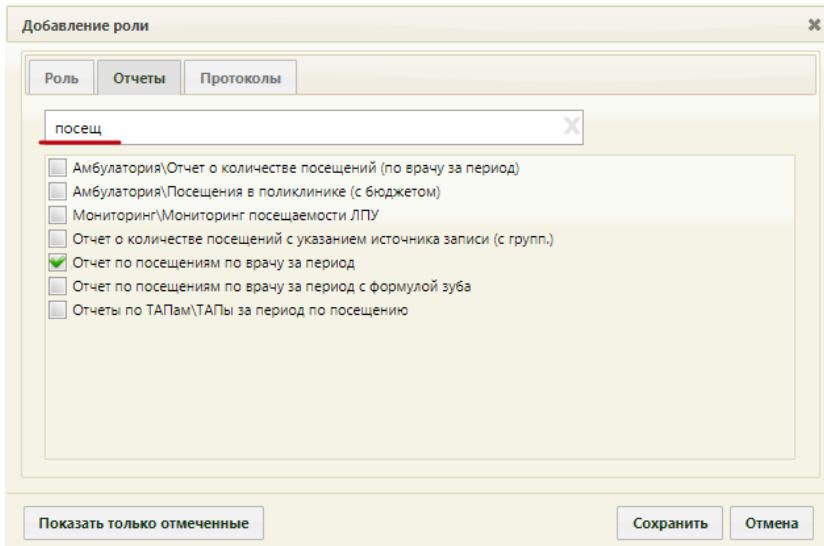 Добавление роли
Роль Отчеты Протоколы
посещ
Амбулатория\Отчет о количестве посещений (по врачу за период)
Амбулатория\Посещения в поликлинике (с бюджетом)
Мониторинг\Мониторинг посещаемости ЛПУ
Отчет о количестве посещений с указанием источника записи (с групп.)
Отчет по посещениям по врачу за период
Отчет по посещениям по врачу за период с формулой зуба
Отчеты по ТАПам\ТАПы за период по посещению
Показать только отмеченные Сохранить Отмена